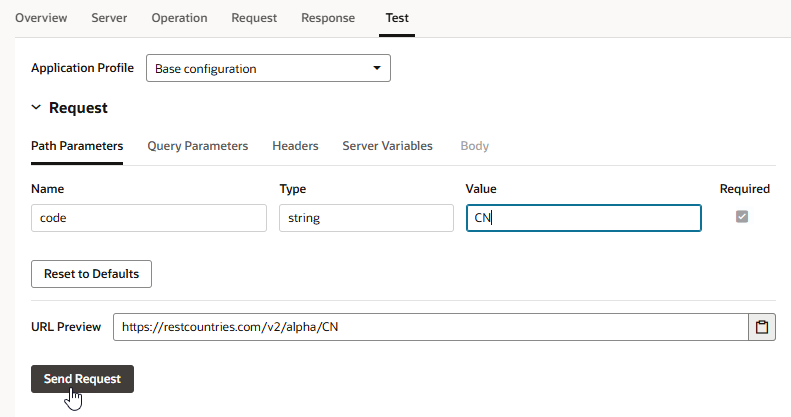 Overview Server Operation Request Response Test
Application Profile Base configuration
Request
Path Parameters Query Parameters Headers Server Variables Body
Name Type Value Required
code string CN
Reset to Defaults
URL Preview https://restcountries.com/v2/alpha/CN
Send Request